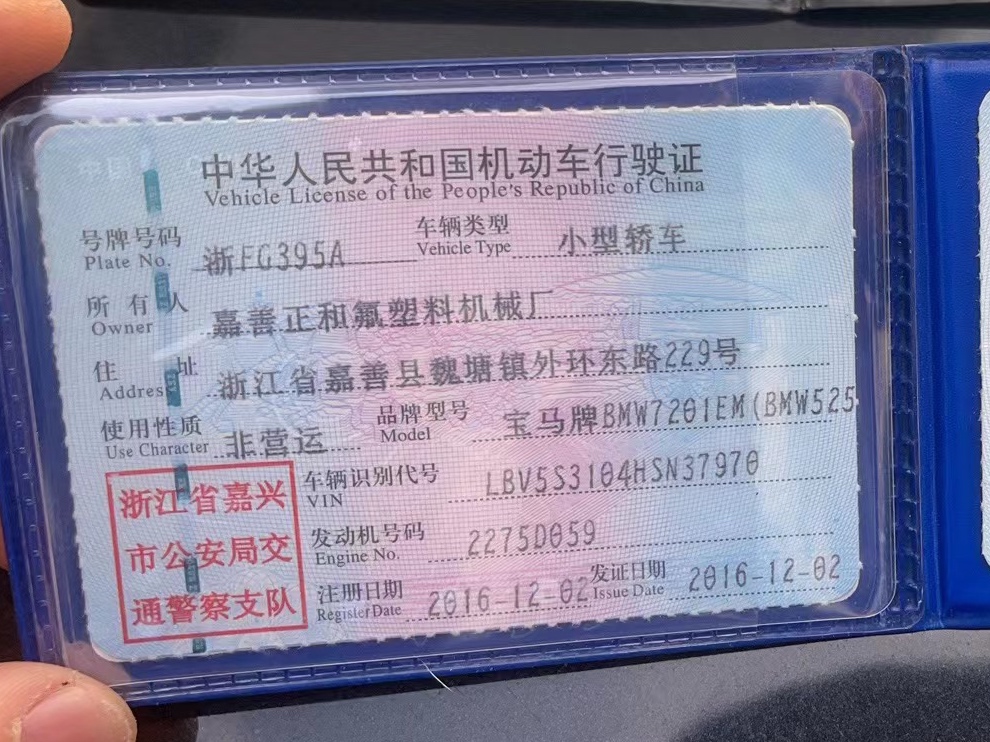 中华人民共和国机动车行驶证
Vehicle License of the People's Republic of China
号牌号码 浙FG395A 车辆类型 小型轿车
Plate No. Vehicle Type
所有人 嘉善正和氟塑料机械厂
Owner
住址 浙江省嘉善县魏塘镇外环东路229号
Address
使用性质 非营运 品牌型号 宝马牌BMW7201EM(BMW525
Use Character Model
浙江省嘉兴
市公安局交
通警察支队
车辆识别代号 LBV5S3104HSN37970
VIN
发动机号码 2275D059
Engine No.
注册日期 2016-12-02 发证日期 2016-12-02
Register Date Issue Date